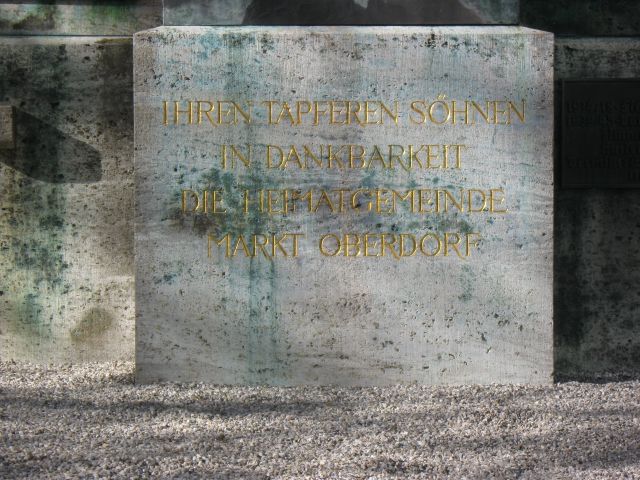 IHREN TAPFEREN SÖHNEN
IN DANKBARKEIT
DIE HEIMATGEMEINDE
MARKT OBERDORF